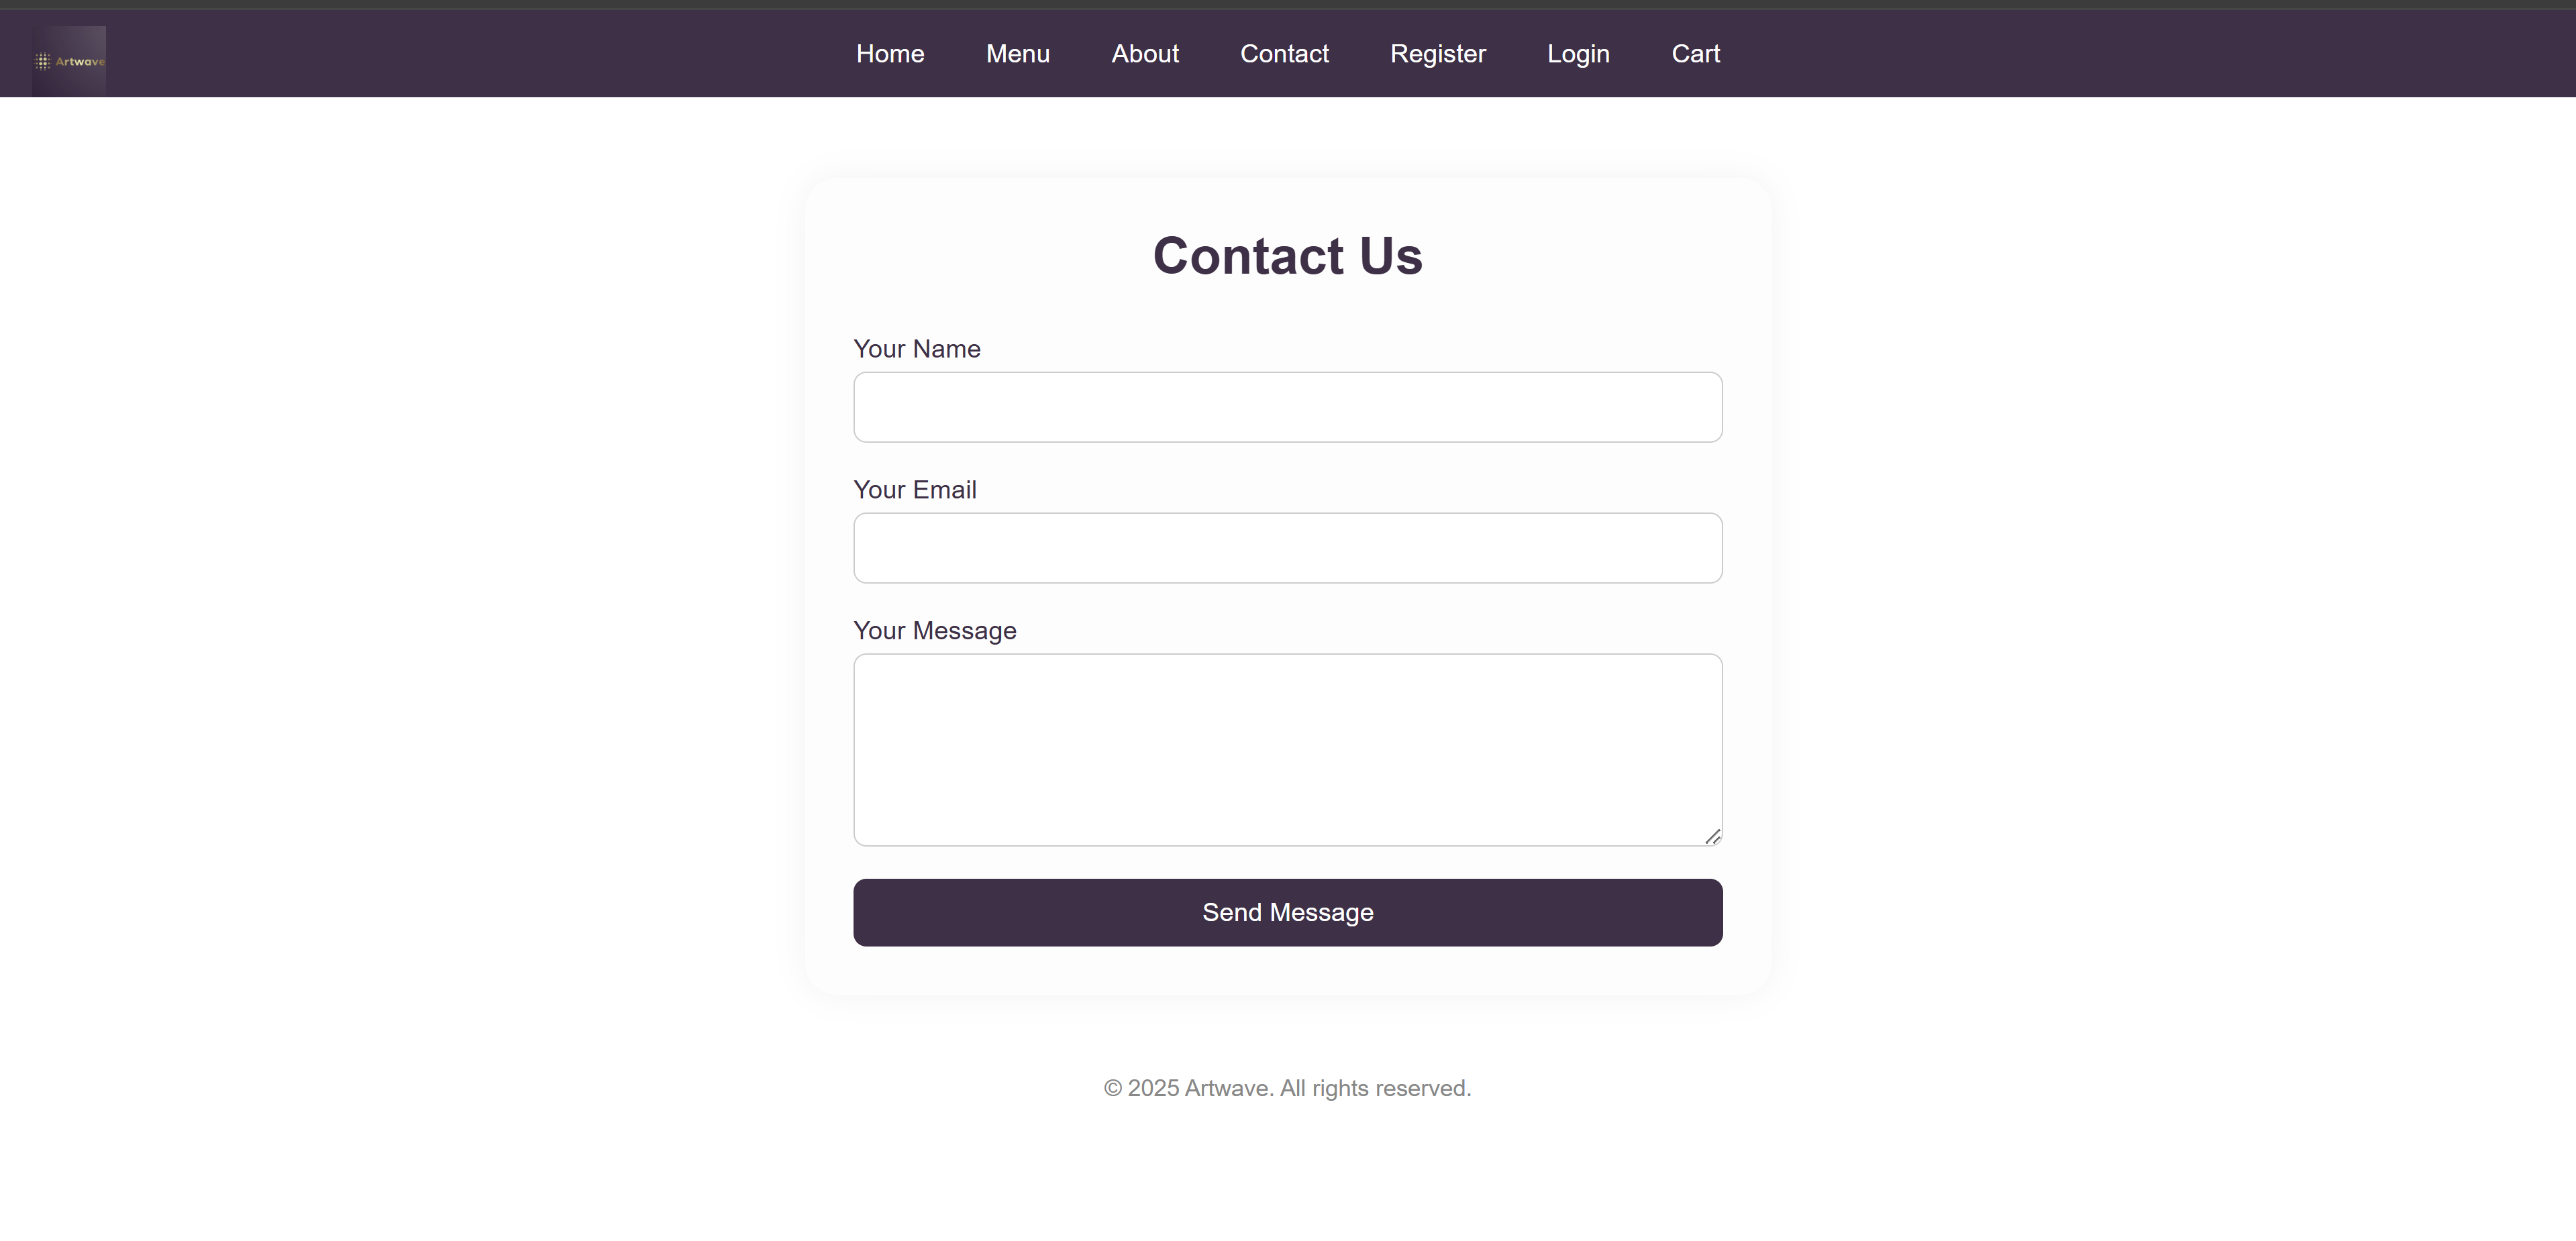 Artwave
Home Menu About Contact Register Login Cart
Contact Us
Your Name
Your Email
Your Message
Send Message
© 2025 Artwave. All rights reserved.